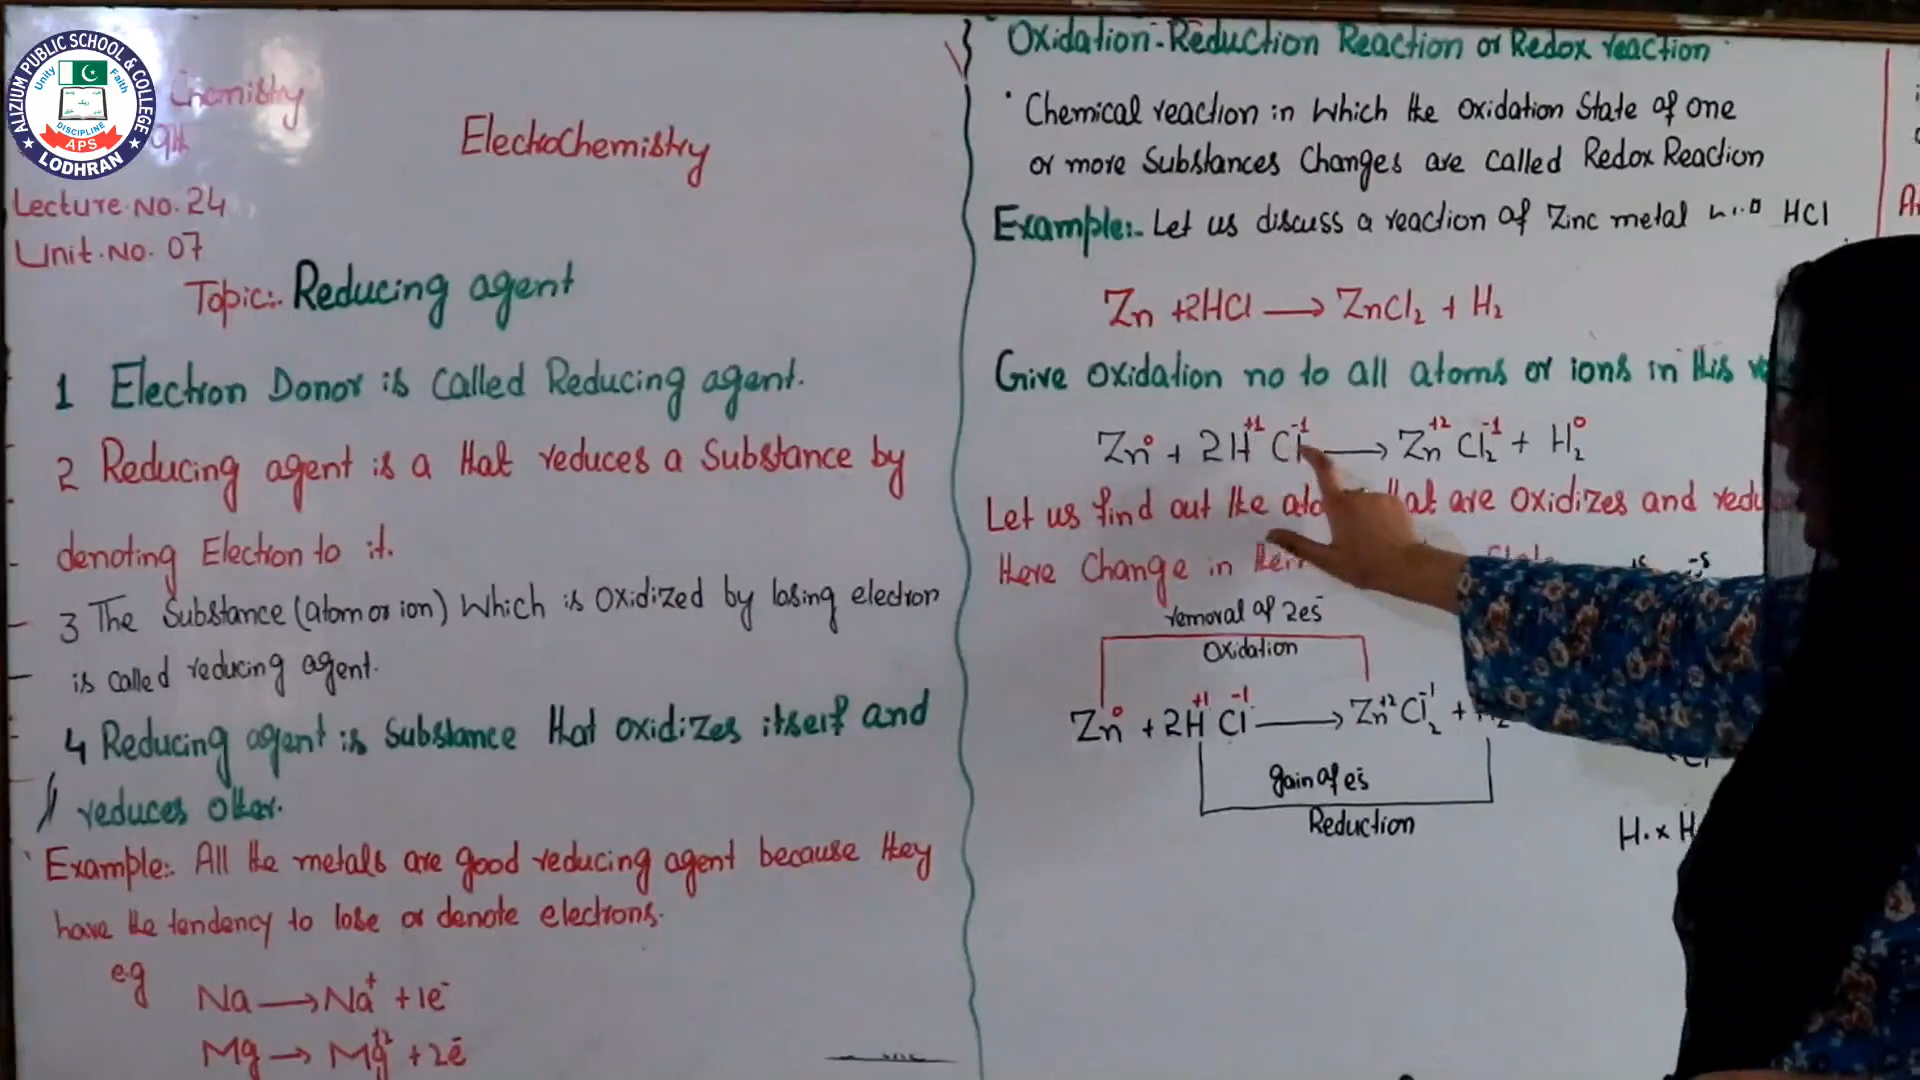 ALIZIUM PUBLIC SCHOOL & COLLEGE
Unity
Faith
DISCIPLINE
APS
LODHRAN
Chemistry
9th
Electrochemistry
Lecture No. 24
Unit. No. 07
Topic:. Reducing agent
1 Electron Donor is called Reducing agent.
2 Reducing agent is a that reduces a Substance by
denoting Election to it.
3 The Substance (atom or ion) Which is oxidized by losing electron
is called reducing agent.
4 Reducing agent is Substance that oxidizes itself and
reduces other.
Example:. All the metals are good reducing agent because they
have the tendency to lose or denote electrons.
e.g
Na ⟶ Na⁺ + 1e⁻
Mg → Mg⁺² + 2e⁻
Oxidation-Reduction Reaction or Redox reaction
Chemical reaction in Which the Oxidation State of one
or more Substances Changes are called Redox Reaction
Example:. Let us discuss a reaction of Zinc metal HCl
Zn + 2HCl ⟶ ZnCl₂ + H₂
Give oxidation no to all atoms or ions in this
Zn⁰ + 2H⁺¹Cl⁻¹ ⟶ Zn⁺²Cl₂⁻¹ + H₂⁰
Let us find out the that are oxidizes and
there Change in
removal of 2es⁻
Oxidation
Zn⁰ + 2H⁺¹Cl⁻¹ ⟶ Zn⁺²Cl₂⁻¹ +
gain of e⁻s
Reduction
H.xH